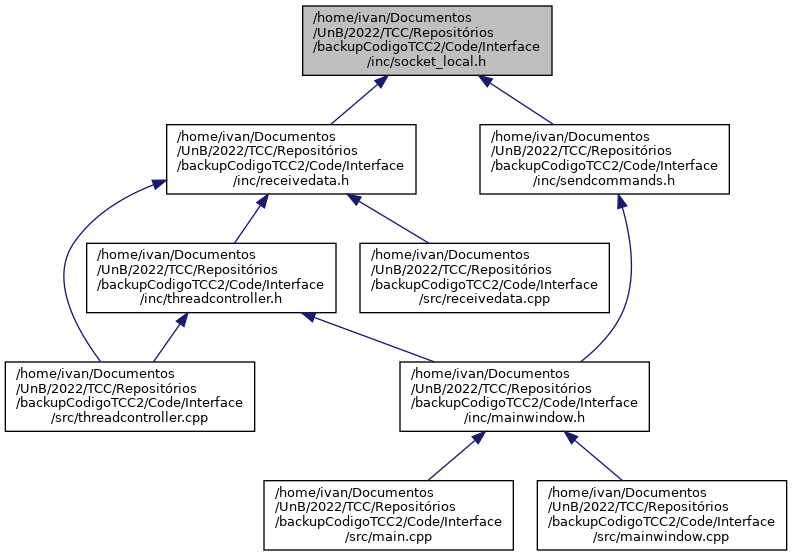 /home/ivan/Documentos
/UnB/2022/TCC/Repositórios
/backupCodigoTCC2/Code/Interface
/inc/socket_local.h
/home/ivan/Documentos
/UnB/2022/TCC/Repositórios
/backupCodigoTCC2/Code/Interface
/inc/receivedata.h
/home/ivan/Documentos
/UnB/2022/TCC/Repositórios
/backupCodigoTCC2/Code/Interface
/inc/sendcommands.h
/home/ivan/Documentos
/UnB/2022/TCC/Repositórios
/backupCodigoTCC2/Code/Interface
/inc/threadcontroller.h
/home/ivan/Documentos
/UnB/2022/TCC/Repositórios
/backupCodigoTCC2/Code/Interface
/src/receivedata.cpp
/home/ivan/Documentos
/UnB/2022/TCC/Repositórios
/backupCodigoTCC2/Code/Interface
/src/threadcontroller.cpp
/home/ivan/Documentos
/UnB/2022/TCC/Repositórios
/backupCodigoTCC2/Code/Interface
/inc/mainwindow.h
/home/ivan/Documentos
/UnB/2022/TCC/Repositórios
/backupCodigoTCC2/Code/Interface
/src/main.cpp
/home/ivan/Documentos
/UnB/2022/TCC/Repositórios
/backupCodigoTCC2/Code/Interface
/src/mainwindow.cpp